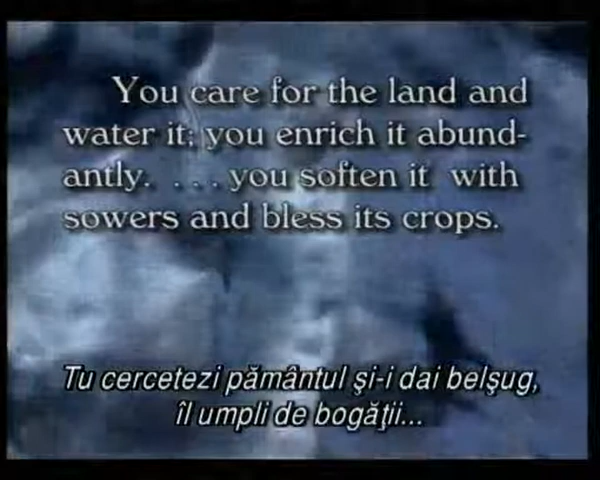 You care for the land and
water it; you enrich it abund-
antly. ...you soften it with
sowers and bless its crops.
Tu cercetezi pământul şi-i dai belşug,
îl umpli de bogăţii...